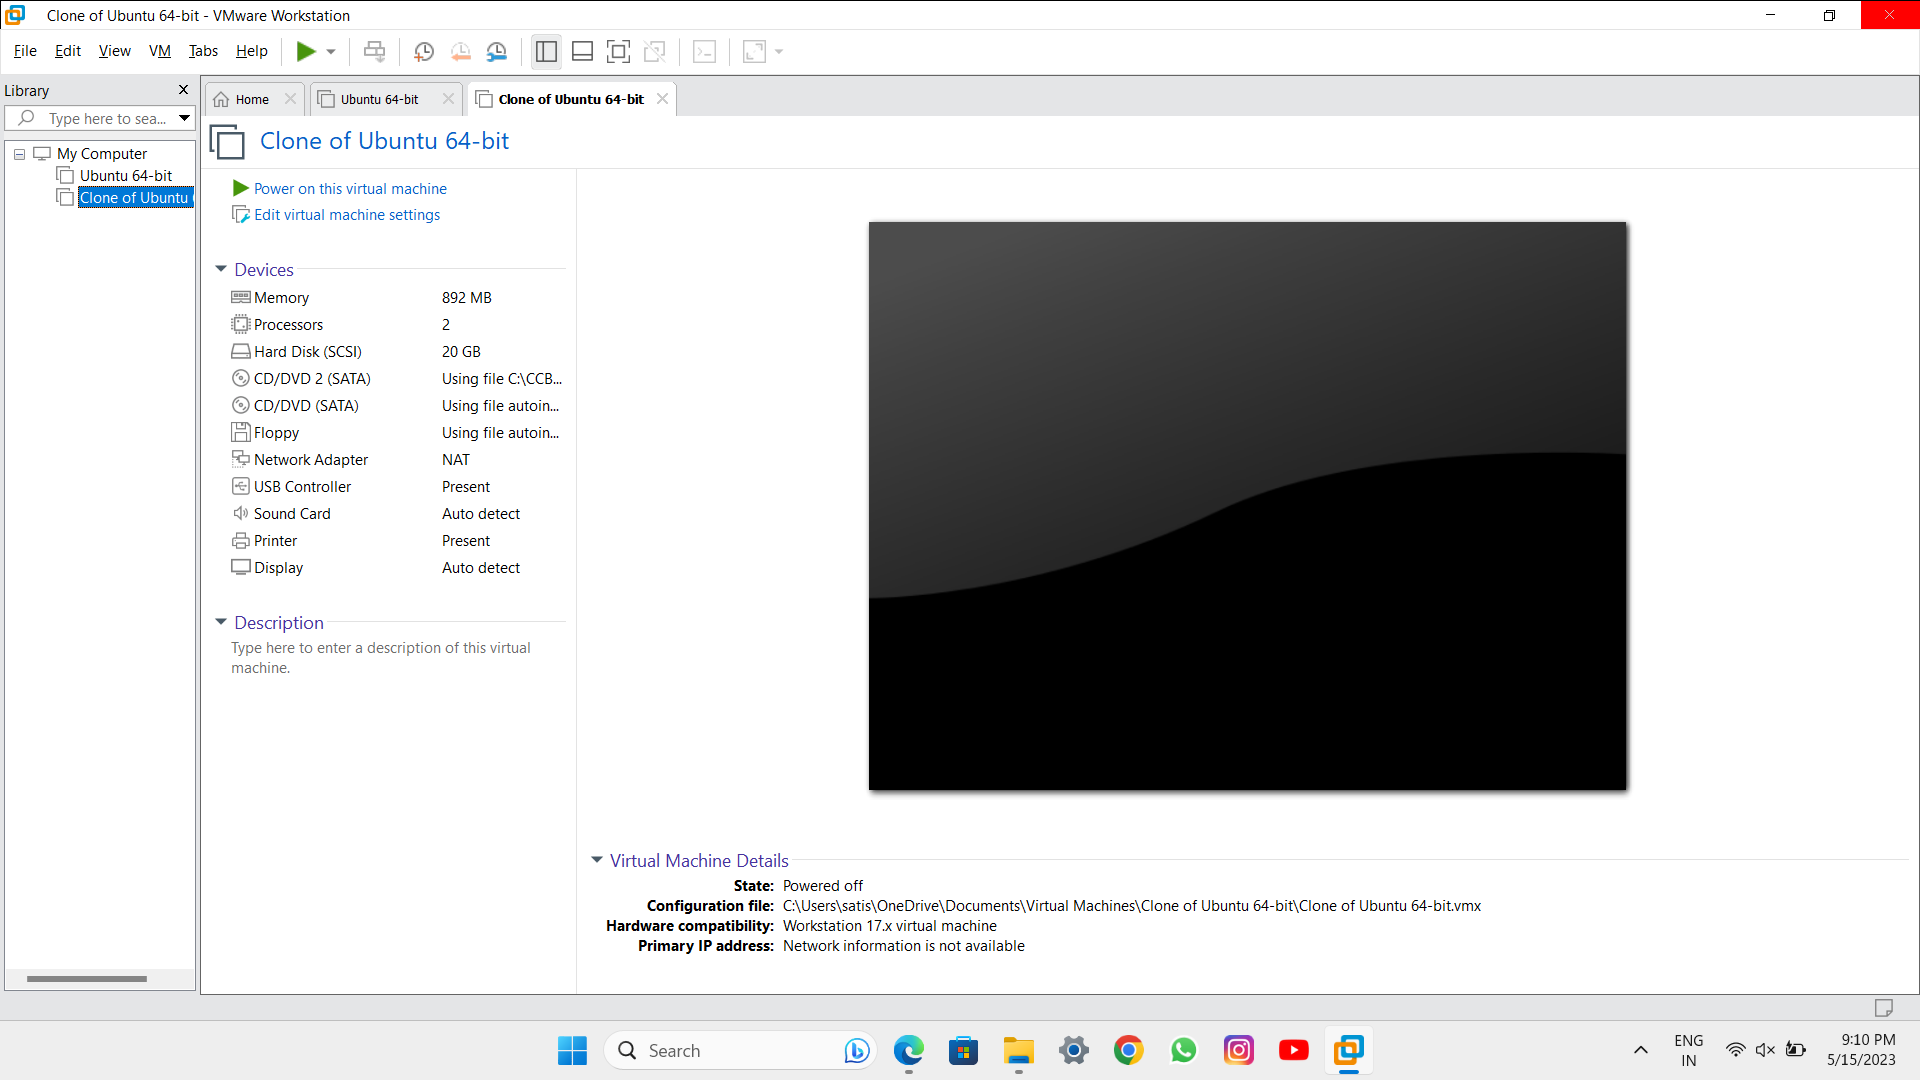 Clone of Ubuntu 64-bit - VMware Workstation
File Edit View VM Tabs Help
Library
Type here to sea...
Home
Ubuntu 64-bit
Clone of Ubuntu 64-bit
My Computer
Ubuntu 64-bit
Clone of Ubuntu
Clone of Ubuntu 64-bit
Power on this virtual machine
Edit virtual machine settings
Devices
Memory 892 MB
Processors 2
Hard Disk (SCSI) 20 GB
CD/DVD 2 (SATA) Using file C:\CCB...
CD/DVD (SATA) Using file autoin...
Floppy Using file autoin...
Network Adapter NAT
USB Controller Present
Sound Card Auto detect
Printer Present
Display Auto detect
Description
Type here to enter a description of this virtual
machine.
Virtual Machine Details
State: Powered off
Configuration file: C:\Users\satis\OneDrive\Documents\Virtual Machines\Clone of Ubuntu 64-bit\Clone of Ubuntu 64-bit.vmx
Hardware compatibility: Workstation 17.x virtual machine
Primary IP address: Network information is not available
Search
ENG
IN
9:10 PM
5/15/2023